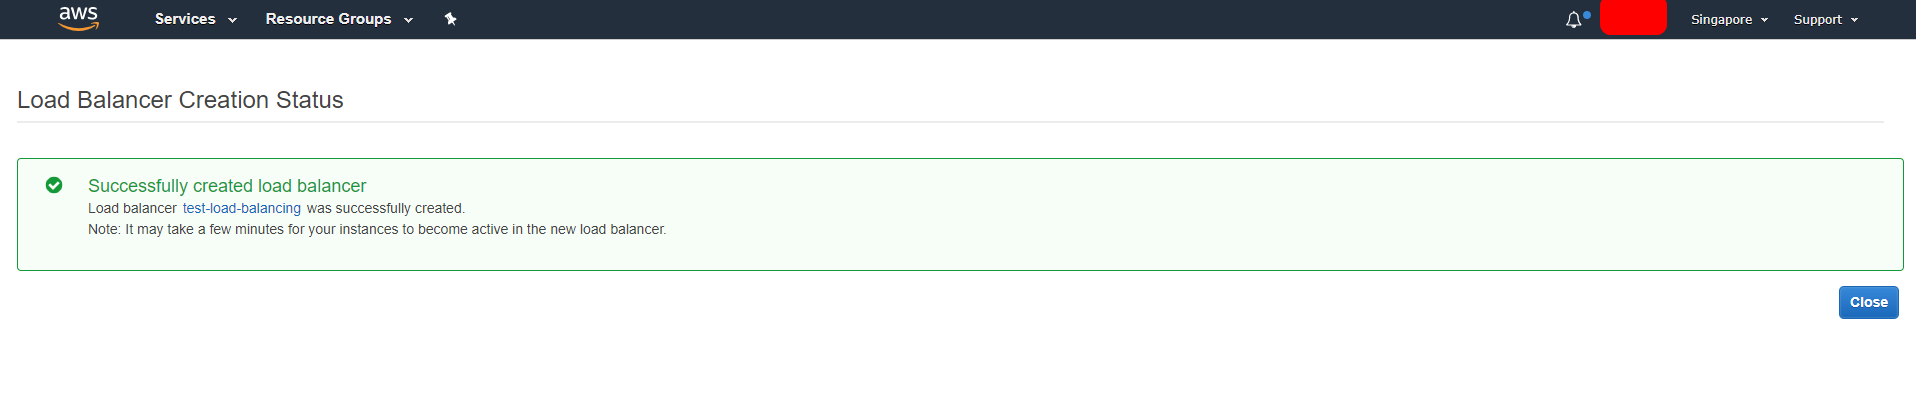 aws Services Resource Groups Singapore Support
Load Balancer Creation Status
Successfully created load balancer
Load balancer test-load-balancing was successfully created.
Note: It may take a few minutes for your instances to become active in the new load balancer.
Close